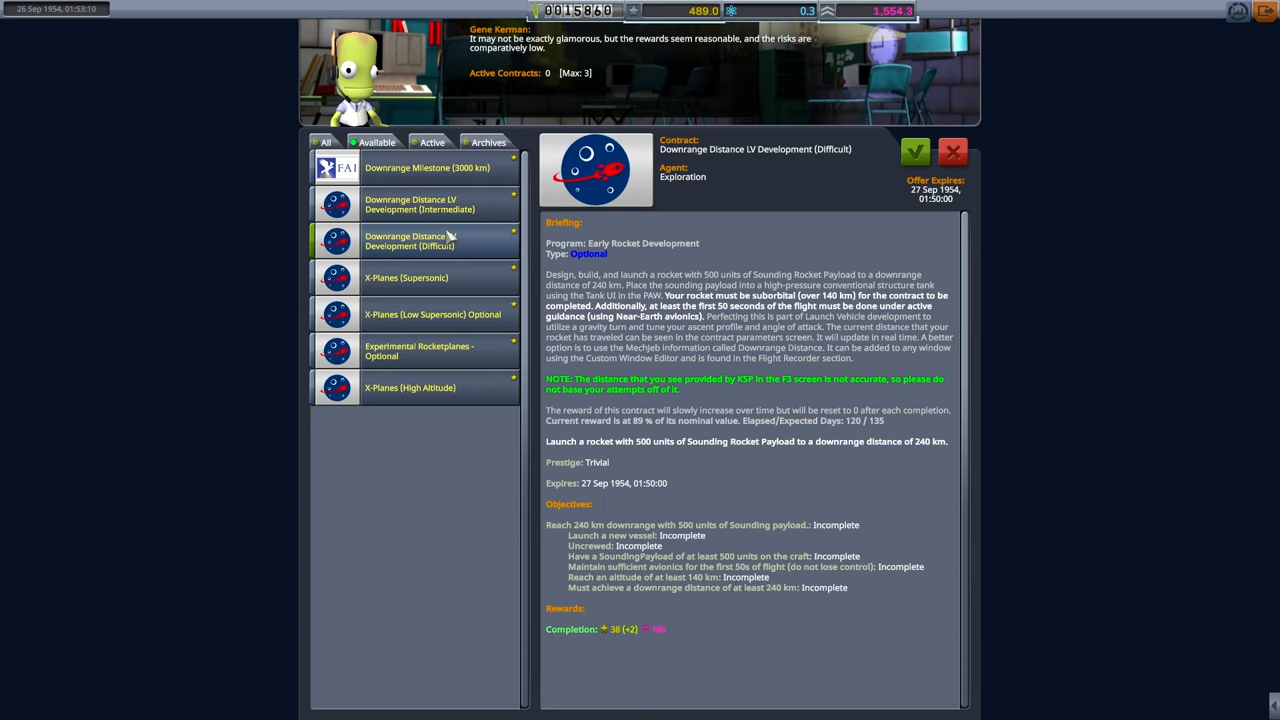 26 Sep 1954, 01:53:10
0015860
489.0
0.3
1,554.3
Gene Kerman:
It may not be exactly glamorous, but the rewards seem reasonable, and the risks are
comparatively low.
Active Contracts: 0 [Max: 3]
All
Available
Active
Archives
FAI
Downrange Milestone (3000 km)
Downrange Distance LV
Development (Intermediate)
Downrange Distance
Development (Difficult)
X-Planes (Supersonic)
X-Planes (Low Supersonic) Optional
Experimental Rocketplanes -
Optional
X-Planes (High Altitude)
Contract:
Downrange Distance LV Development (Difficult)
Agent:
Exploration
Offer Expires:
27 Sep 1954,
01:50:00
Briefing:
Program: Early Rocket Development
Type: Optional
Design, build, and launch a rocket with 500 units of Sounding Rocket Payload to a downrange
distance of 240 km. Place the sounding payload into a high-pressure conventional structure tank
using the Tank UI in the PAW. Your rocket must be suborbital (over 140 km) for the contract to be
completed. Additionally, at least the first 50 seconds of the flight must be done under active
guidance (using Near-Earth avionics). Perfecting this is part of Launch Vehicle development to
utilize a gravity turn and tune your ascent profile and angle of attack. The current distance that your
rocket has traveled can be seen in the contract parameters screen. It will update in real time. A better
option is to use the MechJeb information called Downrange Distance. It can be added to any window
using the Custom Window Editor and is found in the Flight Recorder section.
NOTE: The distance that you see provided by KSP in the F3 screen is not accurate, so please do
not base your attempts off of it.
The reward of this contract will slowly increase over time but will be reset to 0 after each completion.
Current reward is at 89 % of its nominal value. Elapsed/Expected Days: 120 / 135
Launch a rocket with 500 units of Sounding Rocket Payload to a downrange distance of 240 km.
Prestige: Trivial
Expires: 27 Sep 1954, 01:50:00
Objectives:
Reach 240 km downrange with 500 units of Sounding payload.: Incomplete
Launch a new vessel: Incomplete
Uncrewed: Incomplete
Have a SoundingPayload of at least 500 units on the craft: Incomplete
Maintain sufficient avionics for the first 50s of flight (do not lose control): Incomplete
Reach an altitude of at least 140 km: Incomplete
Must achieve a downrange distance of at least 240 km: Incomplete
Rewards:
Completion: 38 (+2)